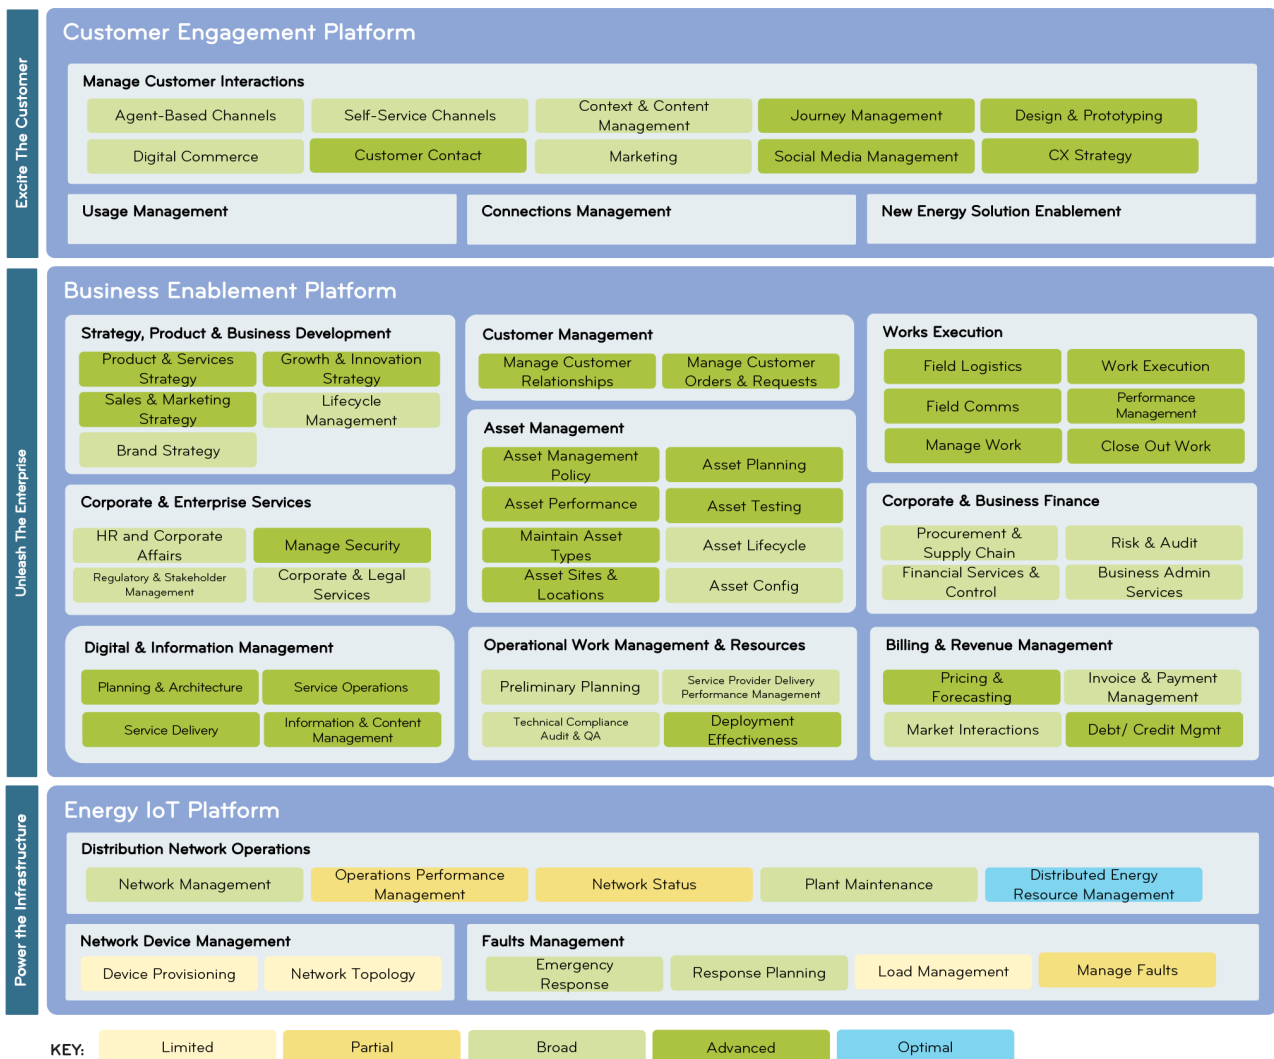 Excite The Customer
Customer Engagement Platform
Manage Customer Interactions
Agent-Based Channels
Self-Service Channels
Context & Content
Management
Journey Management
Design & Prototyping
Digital Commerce
Customer Contact
Marketing
Social Media Management
CX Strategy
Usage Management
Connections Management
New Energy Solution Enablement
Unleash The Enterprise
Business Enablement Platform
Strategy, Product & Business Development
Product & Services
Strategy
Growth & Innovation
Strategy
Sales & Marketing
Strategy
Lifecycle
Management
Brand Strategy
Customer Management
Manage Customer
Relationships
Manage Customer
Orders & Requests
Works Execution
Field Logistics
Work Execution
Field Comms
Performance
Management
Manage Work
Close Out Work
Asset Management
Asset Management
Policy
Asset Planning
Asset Performance
Asset Testing
Maintain Asset
Types
Asset Lifecycle
Asset Sites &
Locations
Asset Config
Corporate & Enterprise Services
HR and Corporate
Affairs
Manage Security
Regulatory & Stakeholder
Management
Corporate & Legal
Services
Corporate & Business Finance
Procurement &
Supply Chain
Risk & Audit
Financial Services &
Control
Business Admin
Services
Digital & Information Management
Planning & Architecture
Service Operations
Service Delivery
Information & Content
Management
Operational Work Management & Resources
Preliminary Planning
Service Provider Delivery
Performance Management
Technical Compliance
Audit & QA
Deployment
Effectiveness
Billing & Revenue Management
Pricing &
Forecasting
Invoice & Payment
Management
Market Interactions
Debt/ Credit Mgmt
Power the Infrastructure
Energy IoT Platform
Distribution Network Operations
Network Management
Operations Performance
Management
Network Status
Plant Maintenance
Distributed Energy
Resource Management
Network Device Management
Device Provisioning
Network Topology
Faults Management
Emergency
Response
Response Planning
Load Management
Manage Faults
KEY:
Limited
Partial
Broad
Advanced
Optimal